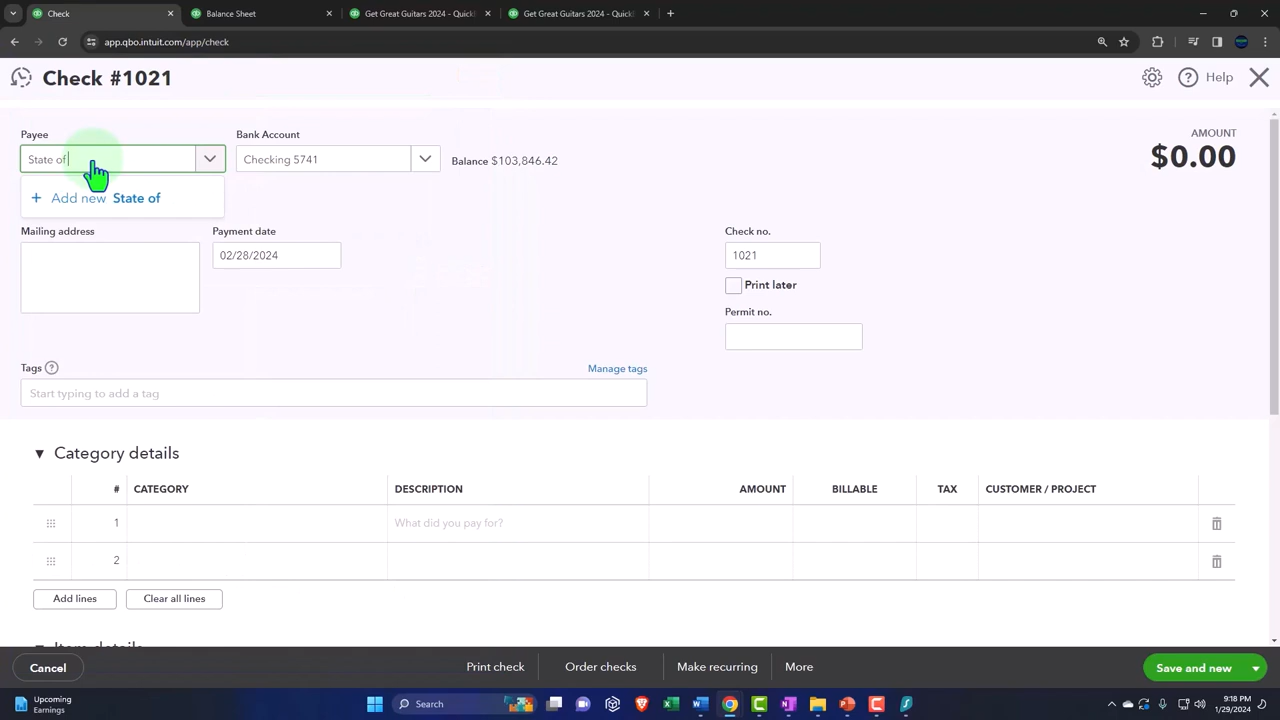 Check
Balance Sheet
Get Great Guitars 2024 - Quick
Get Great Guitars 2024 - Quick
app.qbo.intuit.com/app/check
Check #1021
Help
Payee
Bank Account
AMOUNT
State of
Checking 5741
Balance $103,846.42
$0.00
+ Add new State of
Mailing address
Payment date
Check no.
02/28/2024
1021
Print later
Permit no.
Tags ?
Manage tags
Start typing to add a tag
Category details
#
CATEGORY
DESCRIPTION
AMOUNT
BILLABLE
TAX
CUSTOMER / PROJECT
1
What did you pay for?
2
Add lines
Clear all lines
Cancel
Print check
Order checks
Make recurring
More
Save and new
Upcoming
Earnings
Search
9:18 PM
1/29/2024